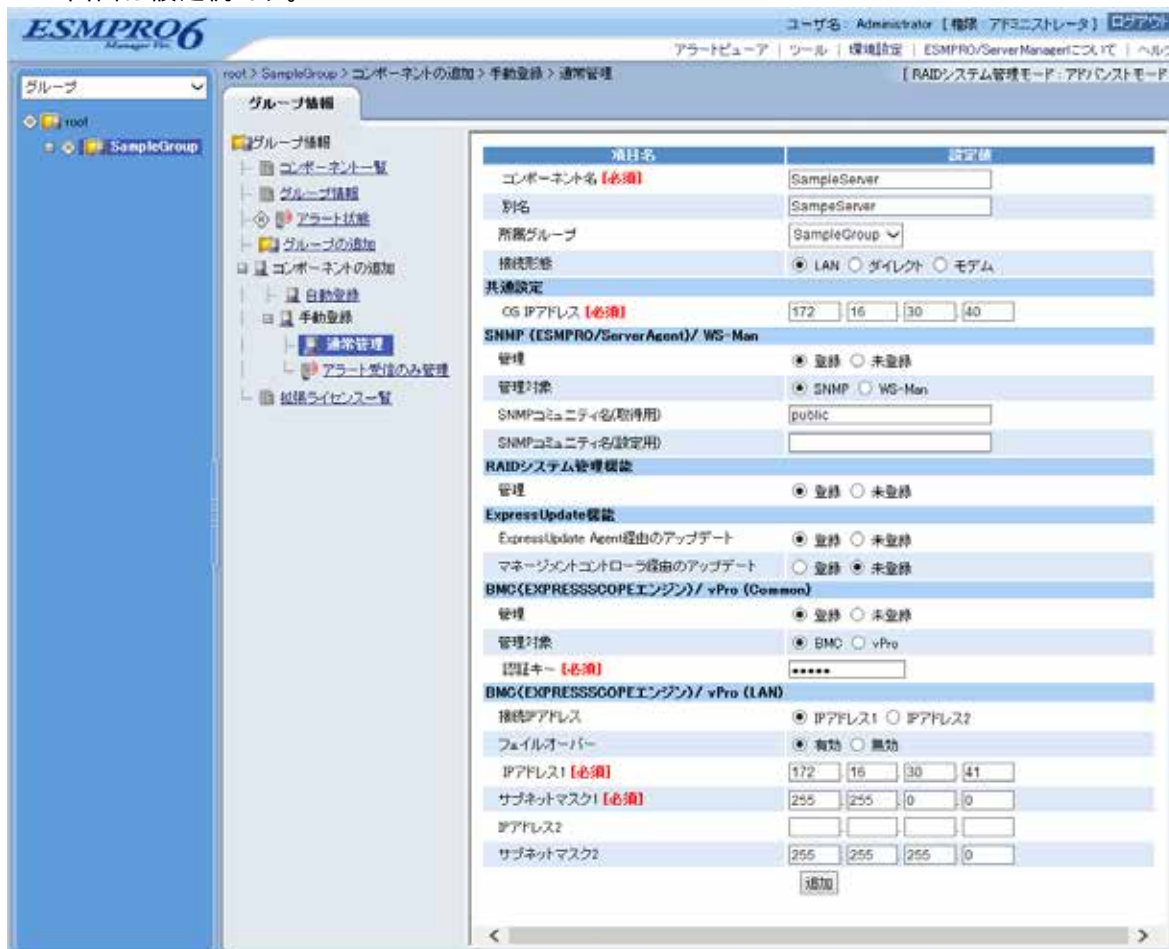 ESMPRO6
Manager Ver.
ユーザ名: Administrator [権限 アドミニストレータ] ログアウト
アラートビューア | ツール | 環境設定 | ESMPRO/ServerManagerについて | ヘルプ
root > SampleGroup > コンポーネントの追加 > 手動登録 > 通常管理
[ RAIDシステム管理モード : アドバンストモード
グループ
root
SampleGroup
グループ情報
グループ情報
コンポーネント一覧
グループ情報
アラート状態
グループの追加
コンポーネントの追加
自動登録
手動登録
通常管理
アラート受信のみ管理
拡張ライセンス一覧
項目名 設定値
コンポーネント名 [必須] SampleServer
別名 SampeServer
所属グループ SampleGroup
接続形態 LAN ダイレクト モデム
共通設定
OS IPアドレス [必須] 172 . 16 . 30 . 40
SNMP (ESMPRO/ServerAgent)/ WS-Man
管理 登録 未登録
管理対象 SNMP WS-Man
SNMPコミュニティ名(取得用) public
SNMPコミュニティ名(設定用)
RAIDシステム管理機能
管理 登録 未登録
ExpressUpdate機能
ExpressUpdate Agent経由のアップデート 登録 未登録
マネージメントコントローラ経由のアップデート 登録 未登録
BMC(EXPRESSSCOPEエンジン)/ vPro (Common)
管理 登録 未登録
管理対象 BMC vPro
認証キー [必須] •••••
BMC(EXPRESSSCOPEエンジン)/ vPro (LAN)
接続IPアドレス IPアドレス1 IPアドレス2
フェイルオーバー 有効 無効
IPアドレス1 [必須] 172 . 16 . 30 . 41
サブネットマスク1 [必須] 255 . 255 . 0 . 0
IPアドレス2
サブネットマスク2 255 . 255 . 255 . 0
追加